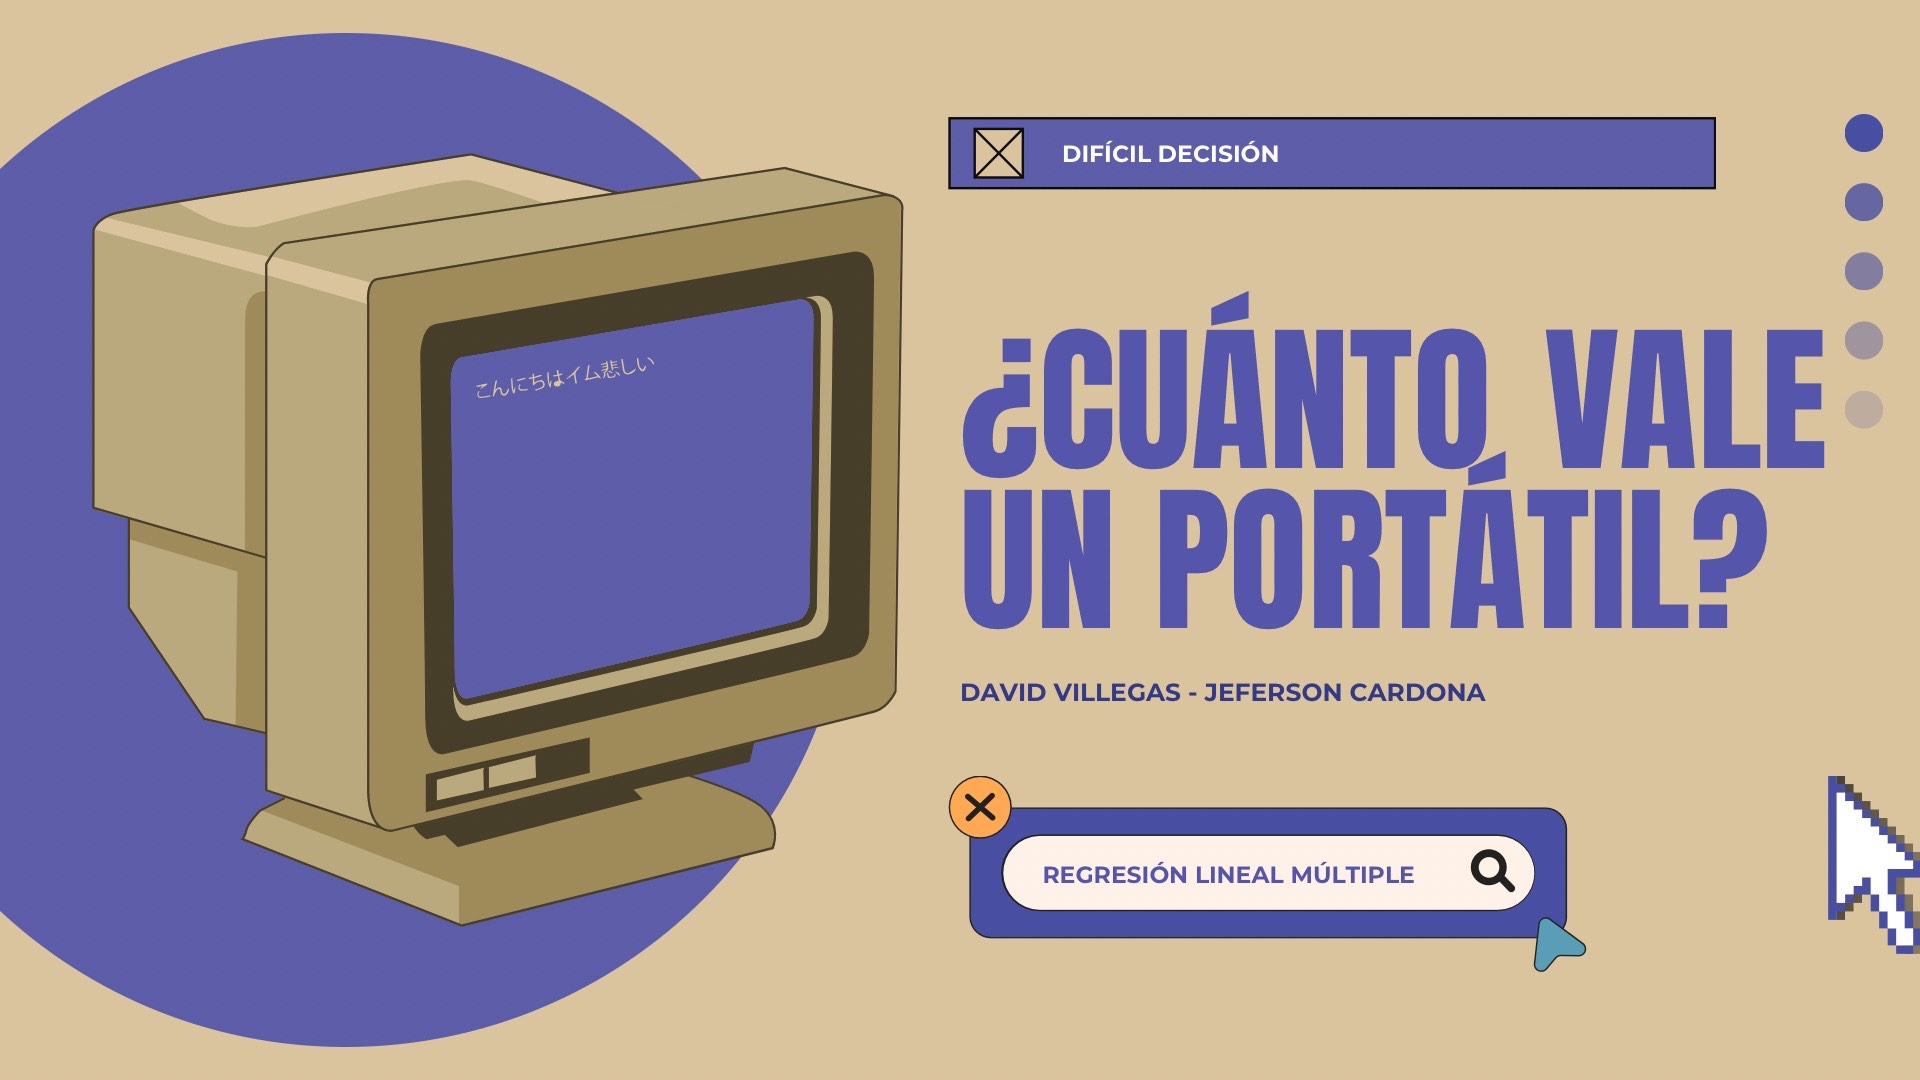 DIFÍCIL DECISIÓN
¿CUÁNTO VALE
UN PORTÁTIL?
DAVID VILLEGAS - JEFERSON CARDONA
REGRESIÓN LINEAL MÚLTIPLE
こんにちはイム悲しい